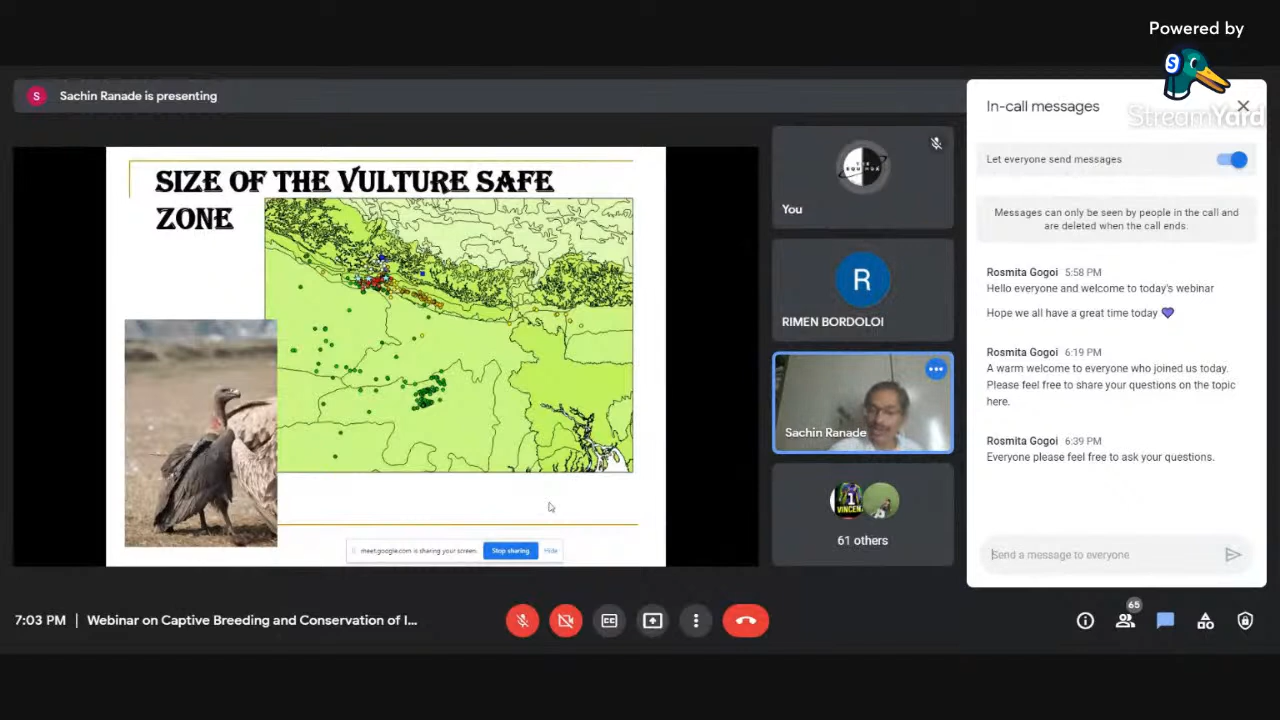 Powered by
S
StreamYard
S
Sachin Ranade is presenting
SIZE OF THE VULTURE SAFE
ZONE
meet.google.com is sharing your screen.
Stop sharing
Hide
You
R
RIMEN BORDOLOI
Sachin Ranade
1
VINCEN
61 others
In-call messages
Let everyone send messages
Messages can only be seen by people in the call and
are deleted when the call ends.
Rosmita Gogoi 5:58 PM
Hello everyone and welcome to today's webinar
Hope we all have a great time today 💜
Rosmita Gogoi 6:19 PM
A warm welcome to everyone who joined us today.
Please feel free to share your questions on the topic
here.
Rosmita Gogoi 6:39 PM
Everyone please feel free to ask your questions.
Send a message to everyone
7:03 PM | Webinar on Captive Breeding and Conservation of I...
65